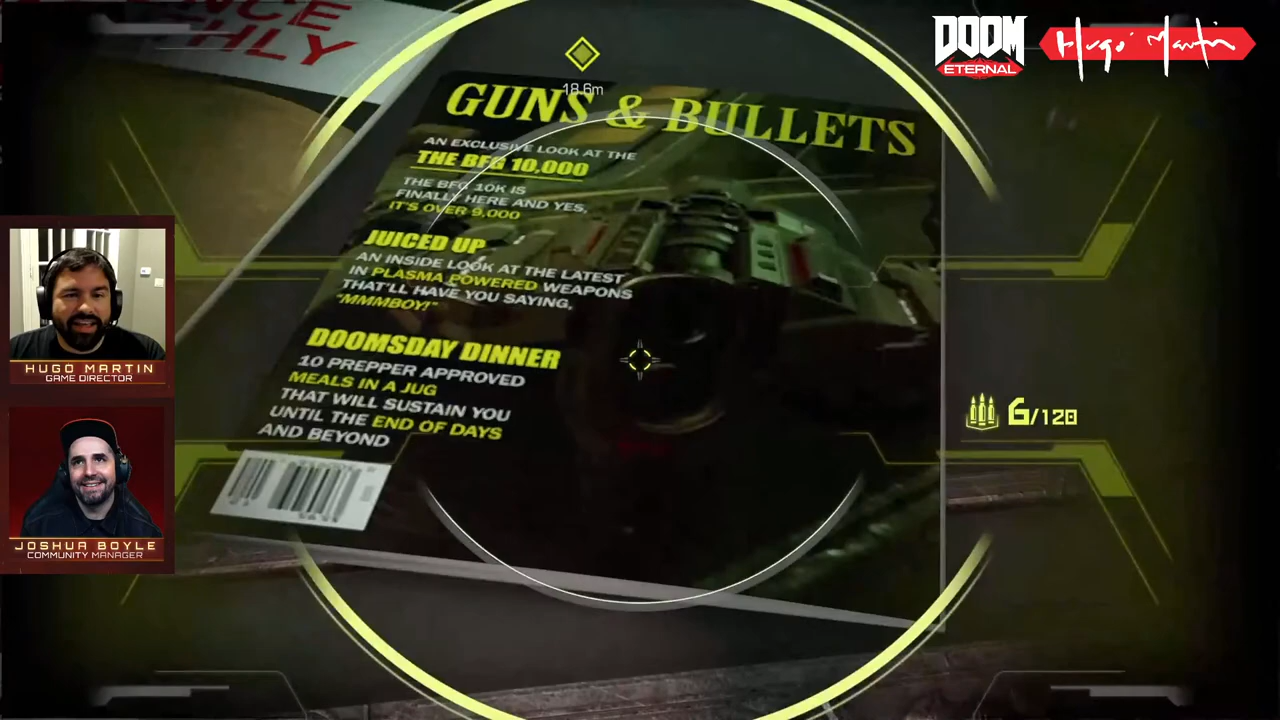 DOOM
ETERNAL
Hugo Martin
18.6m
GUNS & BULLETS
AN EXCLUSIVE LOOK AT THE
THE BFG 10,000
THE BFG 10K IS
FINALLY HERE AND YES,
IT'S OVER 9,000
JUICED UP
AN INSIDE LOOK AT THE LATEST
IN PLASMA POWERED WEAPONS
THAT'LL HAVE YOU SAYING,
"MMMBOY!"
DOOMSDAY DINNER
10 PREPPER APPROVED
MEALS IN A JUG
THAT WILL SUSTAIN YOU
UNTIL THE END OF DAYS
AND BEYOND
HUGO MARTIN
GAME DIRECTOR
JOSHUA BOYLE
COMMUNITY MANAGER
6/120